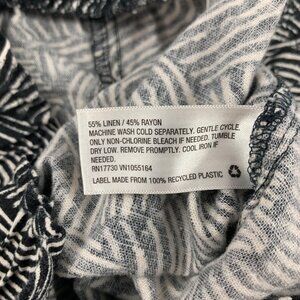 55% LINEN / 45% RAYON
MACHINE WASH COLD SEPARATELY. GENTLE CYCLE.
ONLY NON-CHLORINE BLEACH IF NEEDED. TUMBLE
DRY LOW. REMOVE PROMPTLY. COOL IRON IF
NEEDED.
RN17730 VN1055164
LABEL MADE FROM 100% RECYCLED PLASTIC